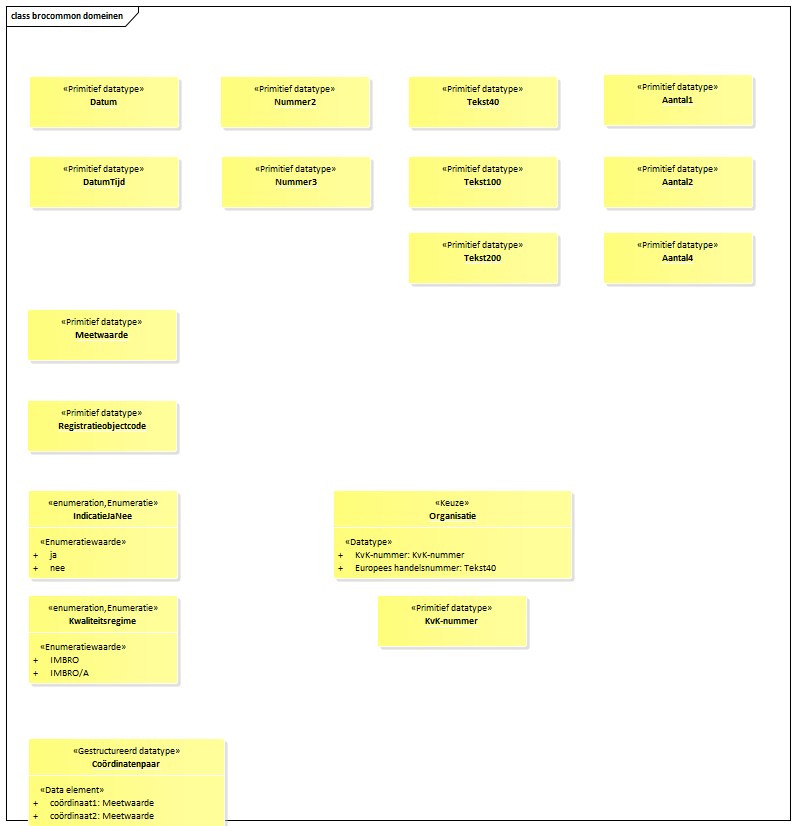 class brocommon domeinen
«Primitief datatype»
Datum
«Primitief datatype»
Nummer2
«Primitief datatype»
Tekst40
«Primitief datatype»
Aantal1
«Primitief datatype»
DatumTijd
«Primitief datatype»
Nummer3
«Primitief datatype»
Tekst100
«Primitief datatype»
Aantal2
«Primitief datatype»
Tekst200
«Primitief datatype»
Aantal4
«Primitief datatype»
Meetwaarde
«Primitief datatype»
Registratieobjectcode
«enumeration,Enumeratie»
IndicatieJaNee
«Enumeratiewaarde»
+ ja
+ nee
«Keuze»
Organisatie
«Datatype»
+ KvK-nummer: KvK-nummer
+ Europees handelsnummer: Tekst40
«enumeration,Enumeratie»
Kwaliteitsregime
«Enumeratiewaarde»
+ IMBRO
+ IMBRO/A
«Primitief datatype»
KvK-nummer
«Gestructureerd datatype»
Coördinatenpaar
«Data element»
+ coördinaat1: Meetwaarde
+ coördinaat2: Meetwaarde